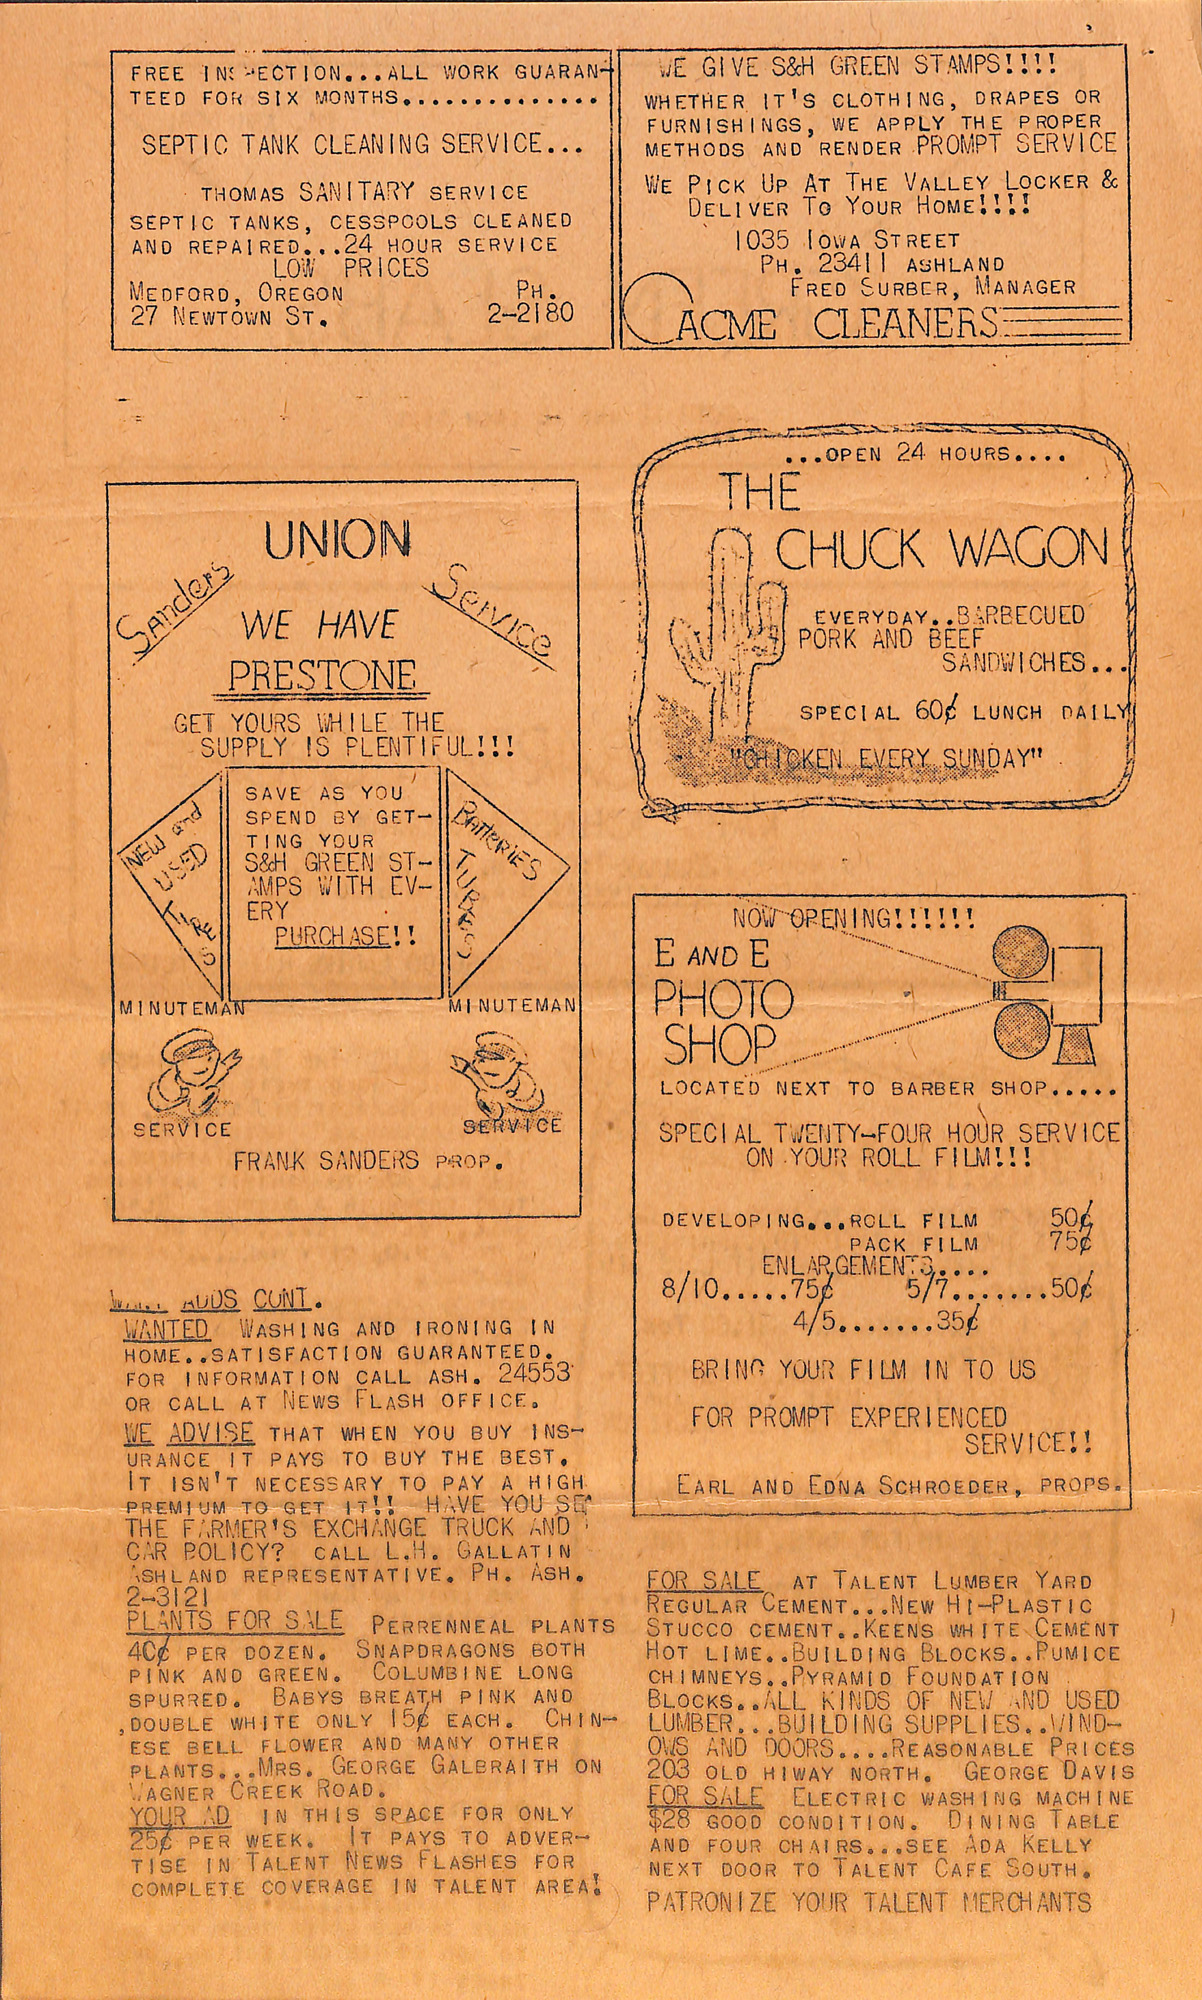 FREE INSPECTION...ALL WORK GUARAN-
TEED FOR SIX MONTHS..............
SEPTIC TANK CLEANING SERVICE...
THOMAS SANITARY SERVICE
SEPTIC TANKS, CESSPOOLS CLEANED
AND REPAIRED...24 HOUR SERVICE
LOW PRICES
MEDFORD, OREGON PH.
27 NEWTOWN ST. 2-2180
WE GIVE S&H GREEN STAMPS!!!!
WHETHER IT'S CLOTHING, DRAPES OR
FURNISHINGS, WE APPLY THE PROPER
METHODS AND RENDER PROMPT SERVICE
WE PICK UP AT THE VALLEY LOCKER &
DELIVER TO YOUR HOME!!!!
1035 IOWA STREET
PH. 23411 ASHLAND
FRED SURBER, MANAGER
ACME CLEANERS
UNION
Sanders
Service
WE HAVE
PRESTONE
GET YOURS WHILE THE
SUPPLY IS PLENTIFUL!!!
NEW and
USED
TIRES
SAVE AS YOU
SPEND BY GET-
TING YOUR
S&H GREEN ST-
AMPS WITH EV-
ERY
PURCHASE!!
BATTERIES
MINUTEMAN
SERVICE
MINUTEMAN
SERVICE
FRANK SANDERS PROP.
...OPEN 24 HOURS....
THE
CHUCK WAGON
EVERYDAY..BARBECUED
PORK AND BEEF
SANDWICHES...
SPECIAL 60¢ LUNCH DAILY
"CHICKEN EVERY SUNDAY"
NOW OPENING!!!!!!
E AND E
PHOTO
SHOP
LOCATED NEXT TO BARBER SHOP.....
SPECIAL TWENTY-FOUR HOUR SERVICE
ON YOUR ROLL FILM!!!
DEVELOPING...ROLL FILM 50¢
PACK FILM 75¢
ENLARGEMENTS....
8/10.....75¢ 5/7.......50¢
4/5.......35¢
BRING YOUR FILM IN TO US
FOR PROMPT EXPERIENCED
SERVICE!!
EARL AND EDNA SCHROEDER, PROPS.
WANT ADDS CONT.
WANTED WASHING AND IRONING IN
HOME..SATISFACTION GUARANTEED.
FOR INFORMATION CALL ASH. 24553
OR CALL AT NEWS FLASH OFFICE.
WE ADVISE THAT WHEN YOU BUY INS-
URANCE IT PAYS TO BUY THE BEST.
IT ISN'T NECESSARY TO PAY A HIGH
PREMIUM TO GET IT!! HAVE YOU SE
THE FARMER'S EXCHANGE TRUCK AND
CAR POLICY? CALL L.H. GALLATIN
ASHLAND REPRESENTATIVE. PH. ASH.
2-3121
PLANTS FOR SALE PERRENNEAL PLANTS
40¢ PER DOZEN. SNAPDRAGONS BOTH
PINK AND GREEN. COLUMBINE LONG
SPURRED. BABYS BREATH PINK AND
DOUBLE WHITE ONLY 15¢ EACH. CHIN-
ESE BELL FLOWER AND MANY OTHER
PLANTS...MRS. GEORGE GALBRAITH ON
WAGNER CREEK ROAD.
YOUR AD IN THIS SPACE FOR ONLY
25¢ PER WEEK. IT PAYS TO ADVER-
TISE IN TALENT NEWS FLASHES FOR
COMPLETE COVERAGE IN TALENT AREA!
FOR SALE AT TALENT LUMBER YARD
REGULAR CEMENT...NEW HI-PLASTIC
STUCCO CEMENT..KEENS WHITE CEMENT
HOT LIME..BUILDING BLOCKS..PUMICE
CHIMNEYS..PYRAMID FOUNDATION
BLOCKS..ALL KINDS OF NEW AND USED
LUMBER...BUILDING SUPPLIES..WIND-
OWS AND DOORS....REASONABLE PRICES
203 OLD HIWAY NORTH. GEORGE DAVIS
FOR SALE ELECTRIC WASHING MACHINE
$28 GOOD CONDITION. DINING TABLE
AND FOUR CHAIRS...SEE ADA KELLY
NEXT DOOR TO TALENT CAFE SOUTH.
PATRONIZE YOUR TALENT MERCHANTS